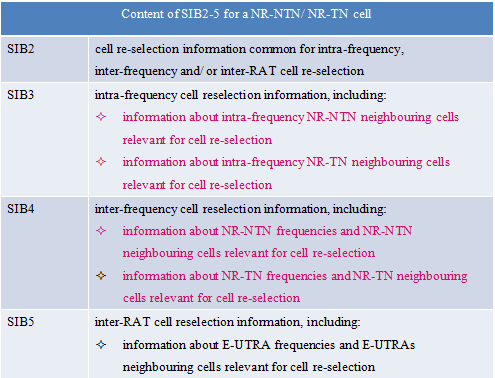 Content of SIB2-5 for a NR-NTN/ NR-TN cell
SIB2
cell re-selection information common for intra-frequency,
inter-frequency and/ or inter-RAT cell re-selection
SIB3
intra-frequency cell reselection information, including:
✧ information about intra-frequency NR-NTN neighbouring cells
relevant for cell re-selection
✧ information about intra-frequency NR-TN neighbouring cells
relevant for cell re-selection
SIB4
inter-frequency cell reselection information, including:
✧ information about NR-NTN frequencies and NR-NTN
neighbouring cells relevant for cell re-selection
✧ information about NR-TN frequencies and NR-TN neighbouring
cells relevant for cell re-selection
SIB5
inter-RAT cell reselection information, including:
✧ information about E-UTRA frequencies and E-UTRAs
neighbouring cells relevant for cell re-selection